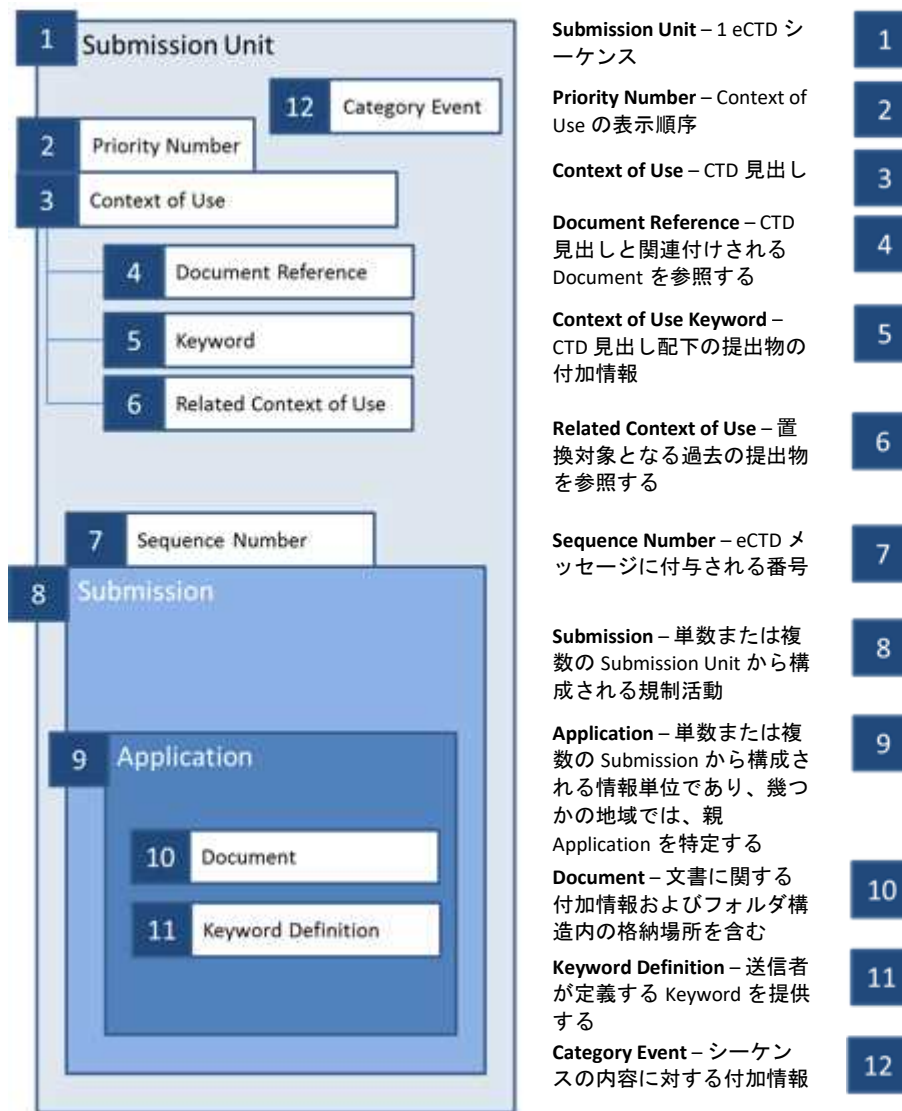 1 Submission Unit
12 Category Event
2 Priority Number
3 Context of Use
4 Document Reference
5 Keyword
6 Related Context of Use
7 Sequence Number
8 Submission
9 Application
10 Document
11 Keyword Definition
Submission Unit – 1 eCTD シ
ーケンス
1
Priority Number – Context of
Use の表示順序
2
Context of Use – CTD 見出し
3
Document Reference – CTD
見出しと関連付けされる
Document を参照する
4
Context of Use Keyword –
CTD 見出し配下の提出物の
付加情報
5
Related Context of Use – 置
換対象となる過去の提出物
を参照する
6
Sequence Number – eCTD メ
ッセージに付与される番号
7
Submission – 単数または複
数の Submission Unit から構
成される規制活動
8
Application – 単数または複
数の Submission から構成さ
れる情報単位であり、幾つ
かの地域では、親
Application を特定する
9
Document – 文書に関する
付加情報およびフォルダ構
造内の格納場所を含む
10
Keyword Definition – 送信者
が定義する Keyword を提供
する
11
Category Event – シーケン
スの内容に対する付加情報
12